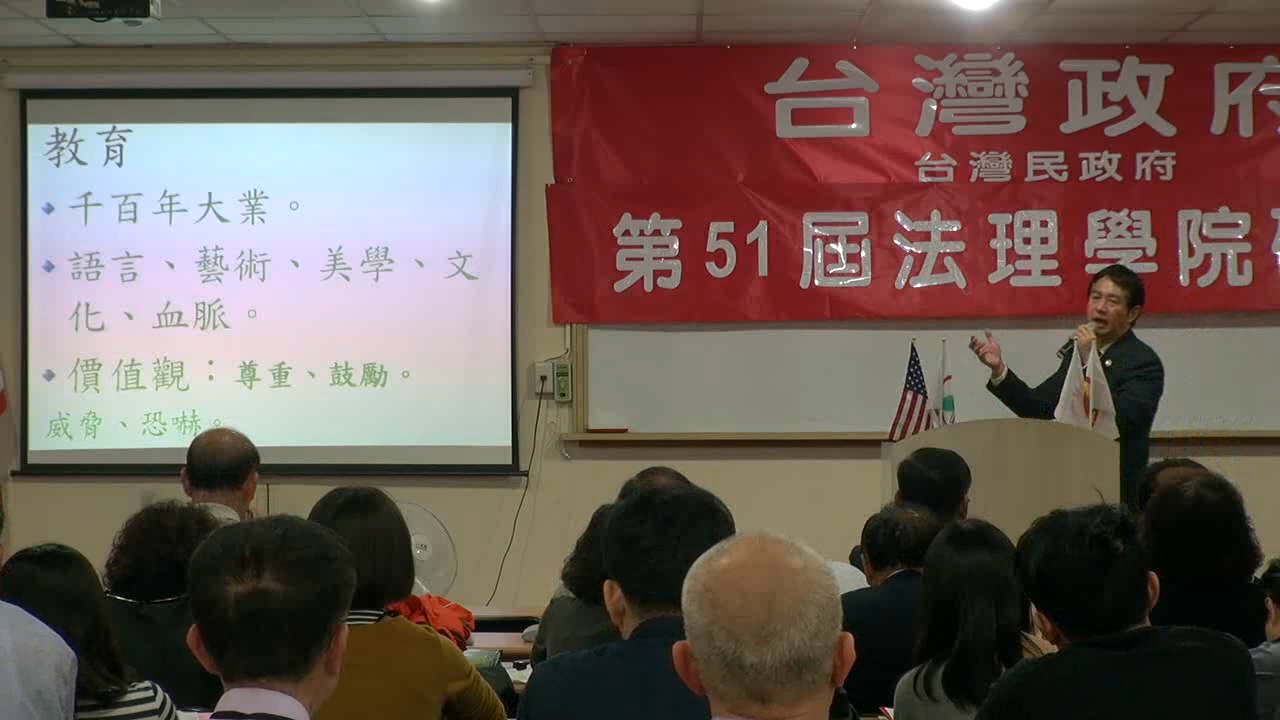 教育
千百年大業。
語言、藝術、美學、文
化、血脈。
價值觀：尊重、鼓勵。
威脅、恐嚇。
台灣政府
台灣民政府
第51屆法理學院